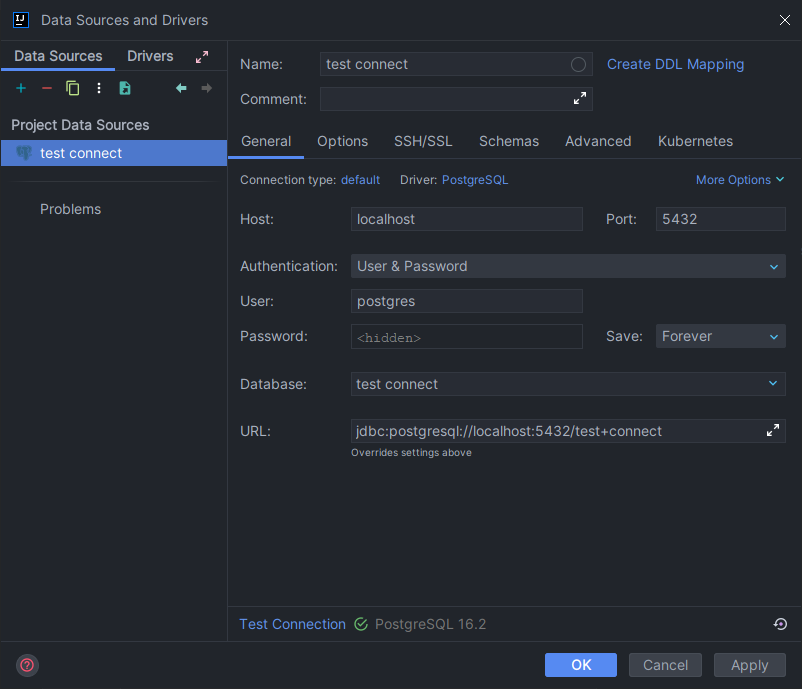 Data Sources and Drivers
Data Sources Drivers
Project Data Sources
test connect
Problems
Name: test connect Create DDL Mapping
Comment:
General Options SSH/SSL Schemas Advanced Kubernetes
Connection type: default Driver: PostgreSQL More Options
Host: localhost Port: 5432
Authentication: User & Password
User: postgres
Password: <hidden> Save: Forever
Database: test connect
URL: jdbc:postgresql://localhost:5432/test+connect
Overrides settings above
Test Connection PostgreSQL 16.2
? OK Cancel Apply